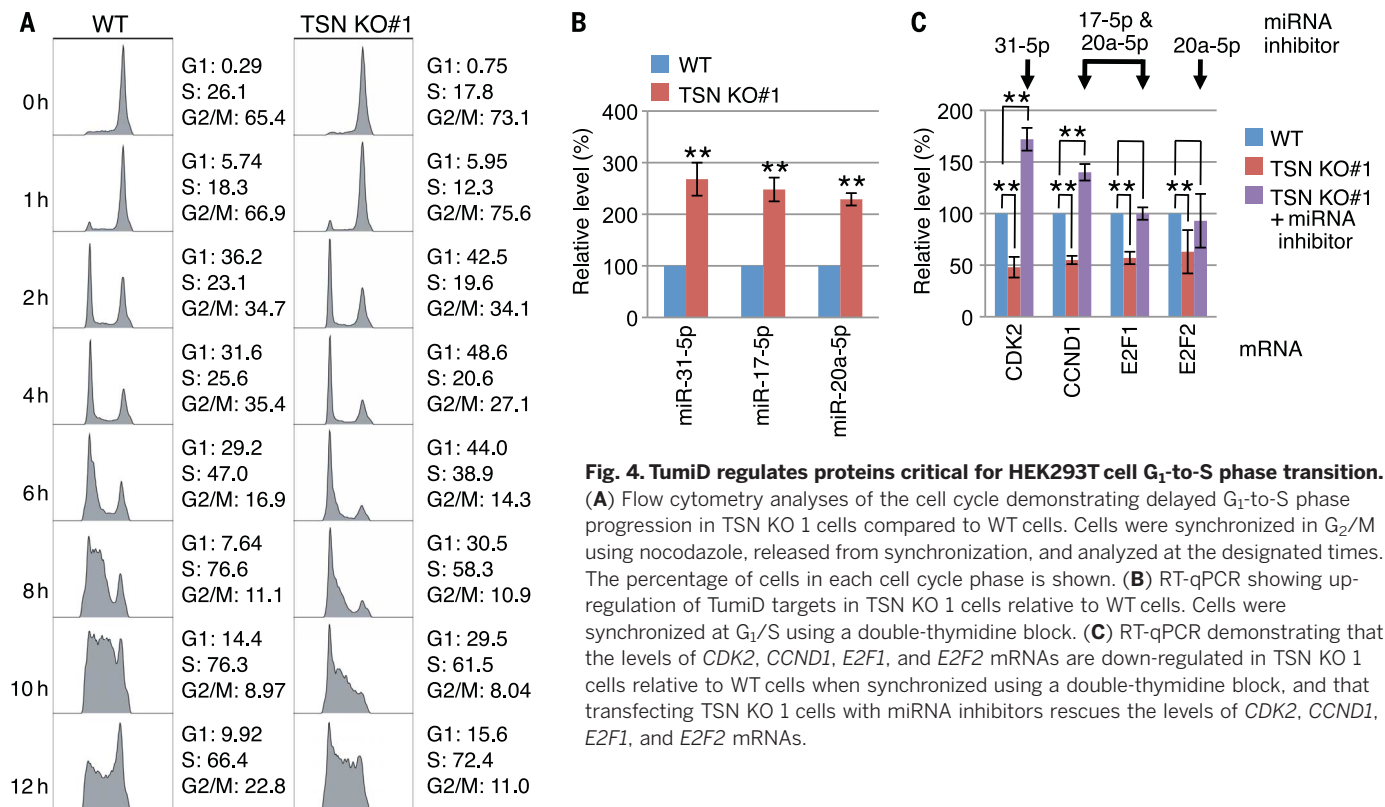 A
WT
TSN KO#1
0 h
G1: 0.29
S: 26.1
G2/M: 65.4
G1: 0.75
S: 17.8
G2/M: 73.1
1 h
G1: 5.74
S: 18.3
G2/M: 66.9
G1: 5.95
S: 12.3
G2/M: 75.6
2 h
G1: 36.2
S: 23.1
G2/M: 34.7
G1: 42.5
S: 19.6
G2/M: 34.1
4 h
G1: 31.6
S: 25.6
G2/M: 35.4
G1: 48.6
S: 20.6
G2/M: 27.1
6 h
G1: 29.2
S: 47.0
G2/M: 16.9
G1: 44.0
S: 38.9
G2/M: 14.3
8 h
G1: 7.64
S: 76.6
G2/M: 11.1
G1: 30.5
S: 58.3
G2/M: 10.9
10 h
G1: 14.4
S: 76.3
G2/M: 8.97
G1: 29.5
S: 61.5
G2/M: 8.04
12 h
G1: 9.92
S: 66.4
G2/M: 22.8
G1: 15.6
S: 72.4
G2/M: 11.0
B
WT
TSN KO#1
Relative level (%)
400
300
200
100
0
**
**
**
miR-31-5p
miR-17-5p
miR-20a-5p
C
31-5p
17-5p &
20a-5p
20a-5p
miRNA
inhibitor
Relative level (%)
200
150
100
50
0
**
**
**
**
**
**
WT
TSN KO#1
TSN KO#1
+ miRNA
inhibitor
CDK2
CCND1
E2F1
E2F2
mRNA
Fig. 4. TumiD regulates proteins critical for HEK293T cell G1-to-S phase transition.
(A) Flow cytometry analyses of the cell cycle demonstrating delayed G1-to-S phase
progression in TSN KO 1 cells compared to WT cells. Cells were synchronized in G2/M
using nocodazole, released from synchronization, and analyzed at the designated times.
The percentage of cells in each cell cycle phase is shown. (B) RT-qPCR showing up-
regulation of TumiD targets in TSN KO 1 cells relative to WT cells. Cells were
synchronized at G1/S using a double-thymidine block. (C) RT-qPCR demonstrating that
the levels of CDK2, CCND1, E2F1, and E2F2 mRNAs are down-regulated in TSN KO 1
cells relative to WT cells when synchronized using a double-thymidine block, and that
transfecting TSN KO 1 cells with miRNA inhibitors rescues the levels of CDK2, CCND1,
E2F1, and E2F2 mRNAs.